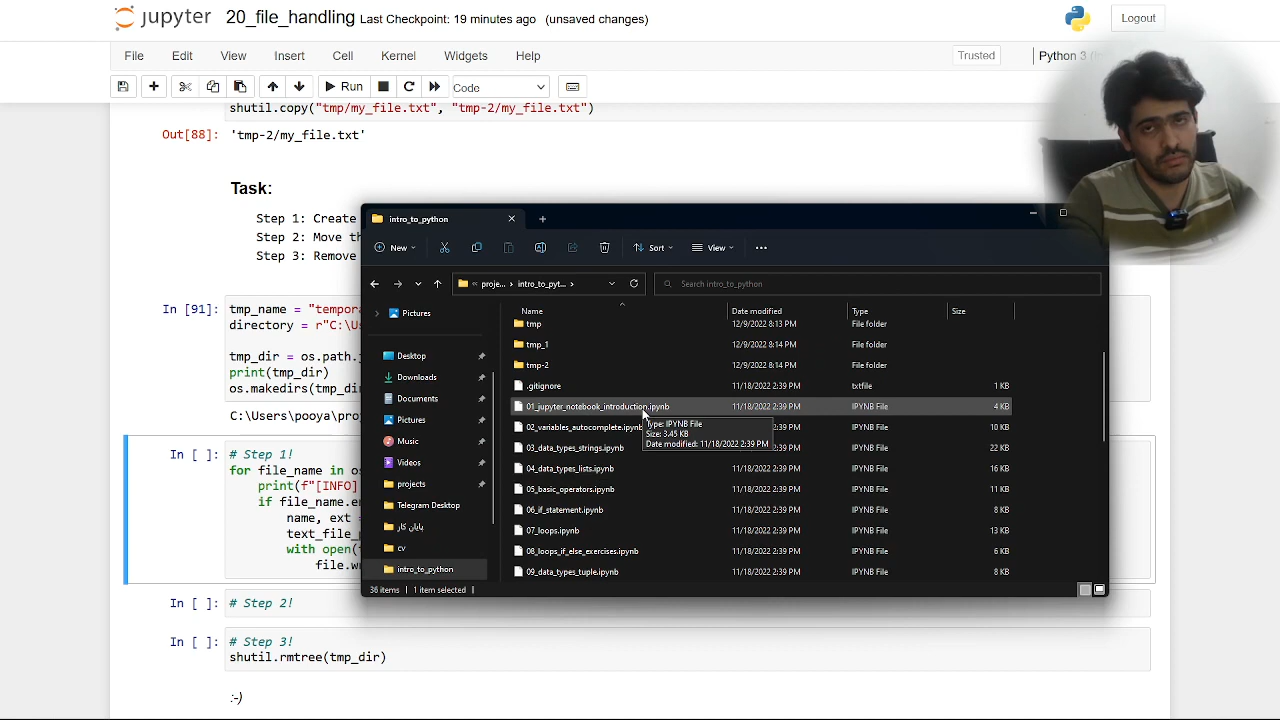 jupyter 20_file_handling Last Checkpoint: 19 minutes ago (unsaved changes)
Logout
File Edit View Insert Cell Kernel Widgets Help
Trusted
Python 3
Run
Code
shutil.copy("tmp/my_file.txt", "tmp-2/my_file.txt")
Out[88]: 'tmp-2/my_file.txt'
Task:
Step 1: Create
Step 2: Move
Step 3: Remove
In [91]: tmp_name =
directory = r"C:\U
tmp_dir = os.path.
print(tmp_dir)
os.makedirs(tmp_di
C:\Users\pooya\pro
In [ ]: # Step 1!
for file_name in
print(f"[INFO]
if file_name.
name, ext
text_file_
with open(
file.w
In [ ]: # Step 2!
In [ ]: # Step 3!
shutil.rmtree(tmp_dir)
:-)
intro_to_python
New
Sort
View
proje... intro_to_pyt...
Search intro_to_python
Pictures
Desktop
Downloads
Documents
Pictures
Music
Videos
projects
Telegram Desktop
پایان کار
cv
intro_to_python
Name Date modified Type Size
tmp 12/9/2022 8:13 PM File folder
tmp_1 12/9/2022 8:14 PM File folder
tmp-2 12/9/2022 8:14 PM File folder
.gitignore 11/18/2022 2:39 PM txtfile 1 KB
01_jupyter_notebook_introduction.ipynb 11/18/2022 2:39 PM IPYNB File 4 KB
02_variables_autocomplete.ipynb 11/18/2022 2:39 PM IPYNB File 10 KB
03_data_types_strings.ipynb 11/18/2022 2:39 PM IPYNB File 22 KB
04_data_types_lists.ipynb 11/18/2022 2:39 PM IPYNB File 16 KB
05_basic_operators.ipynb 11/18/2022 2:39 PM IPYNB File 11 KB
06_if_statement.ipynb 11/18/2022 2:39 PM IPYNB File 8 KB
07_loops.ipynb 11/18/2022 2:39 PM IPYNB File 13 KB
08_loops_if_else_exercises.ipynb 11/18/2022 2:39 PM IPYNB File 6 KB
09_data_types_tuple.ipynb 11/18/2022 2:39 PM IPYNB File 8 KB
Type: IPYNB File
Size: 3.45 KB
Date modified: 11/18/2022 2:39 PM
36 items 1 item selected